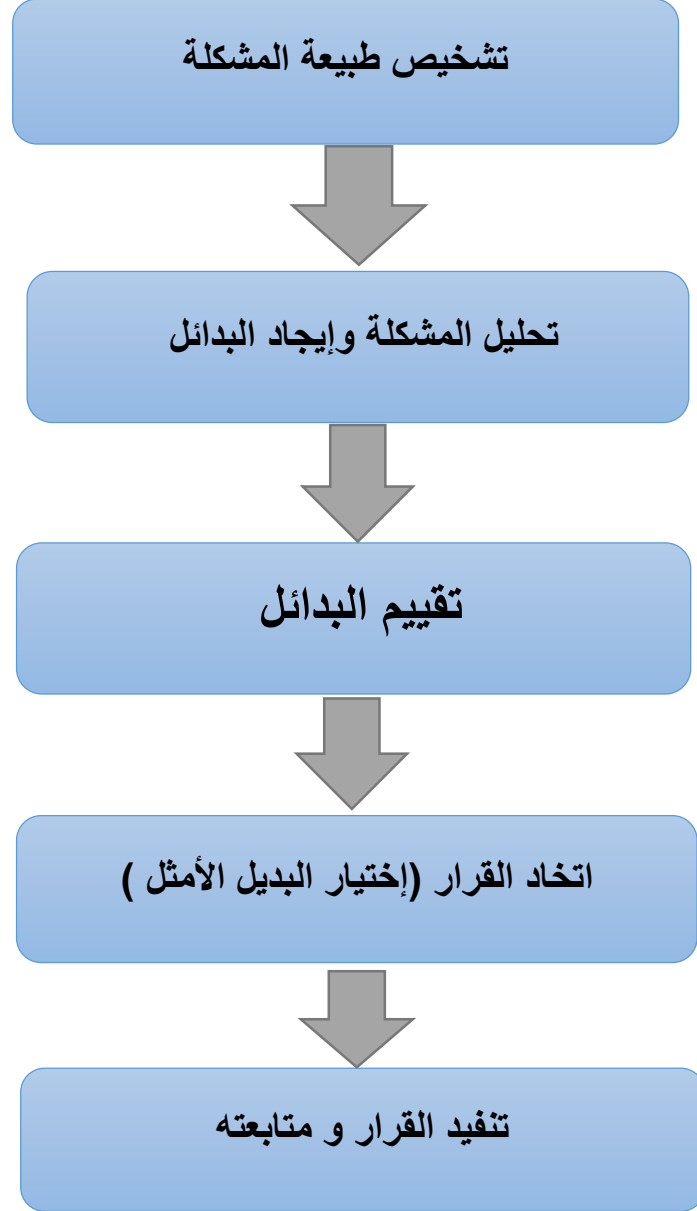 تشخيص طبيعة المشكلة
تحليل المشكلة وإيجاد البدائل
تقييم البدائل
اتخاد القرار (إختيار البديل الأمثل )
تنفيد القرار و متابعته